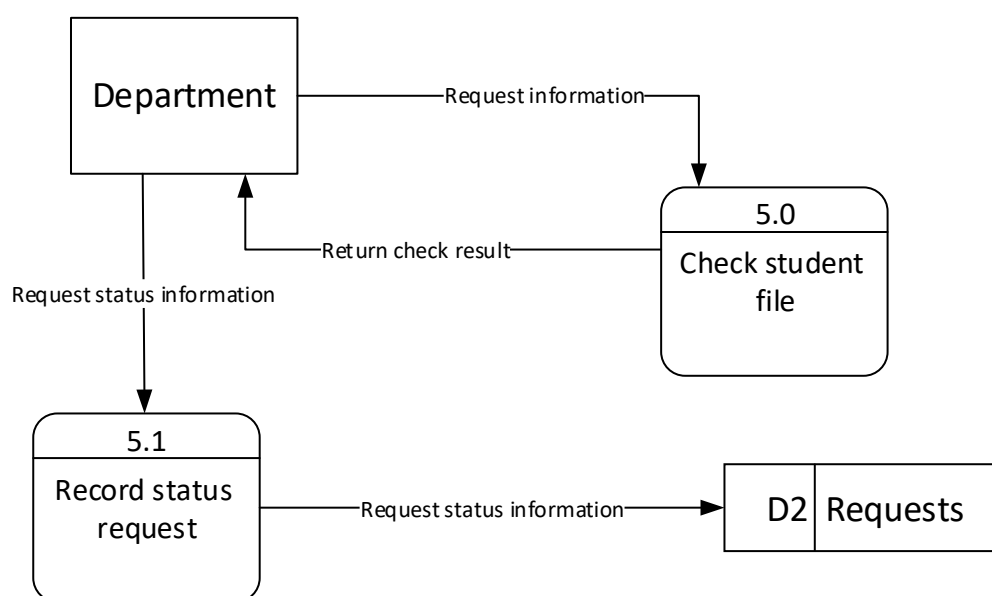 Department
Request information
5.0
Return check result
Check student
file
Request status information
5.1
Record status
request
Request status information
D2
Requests